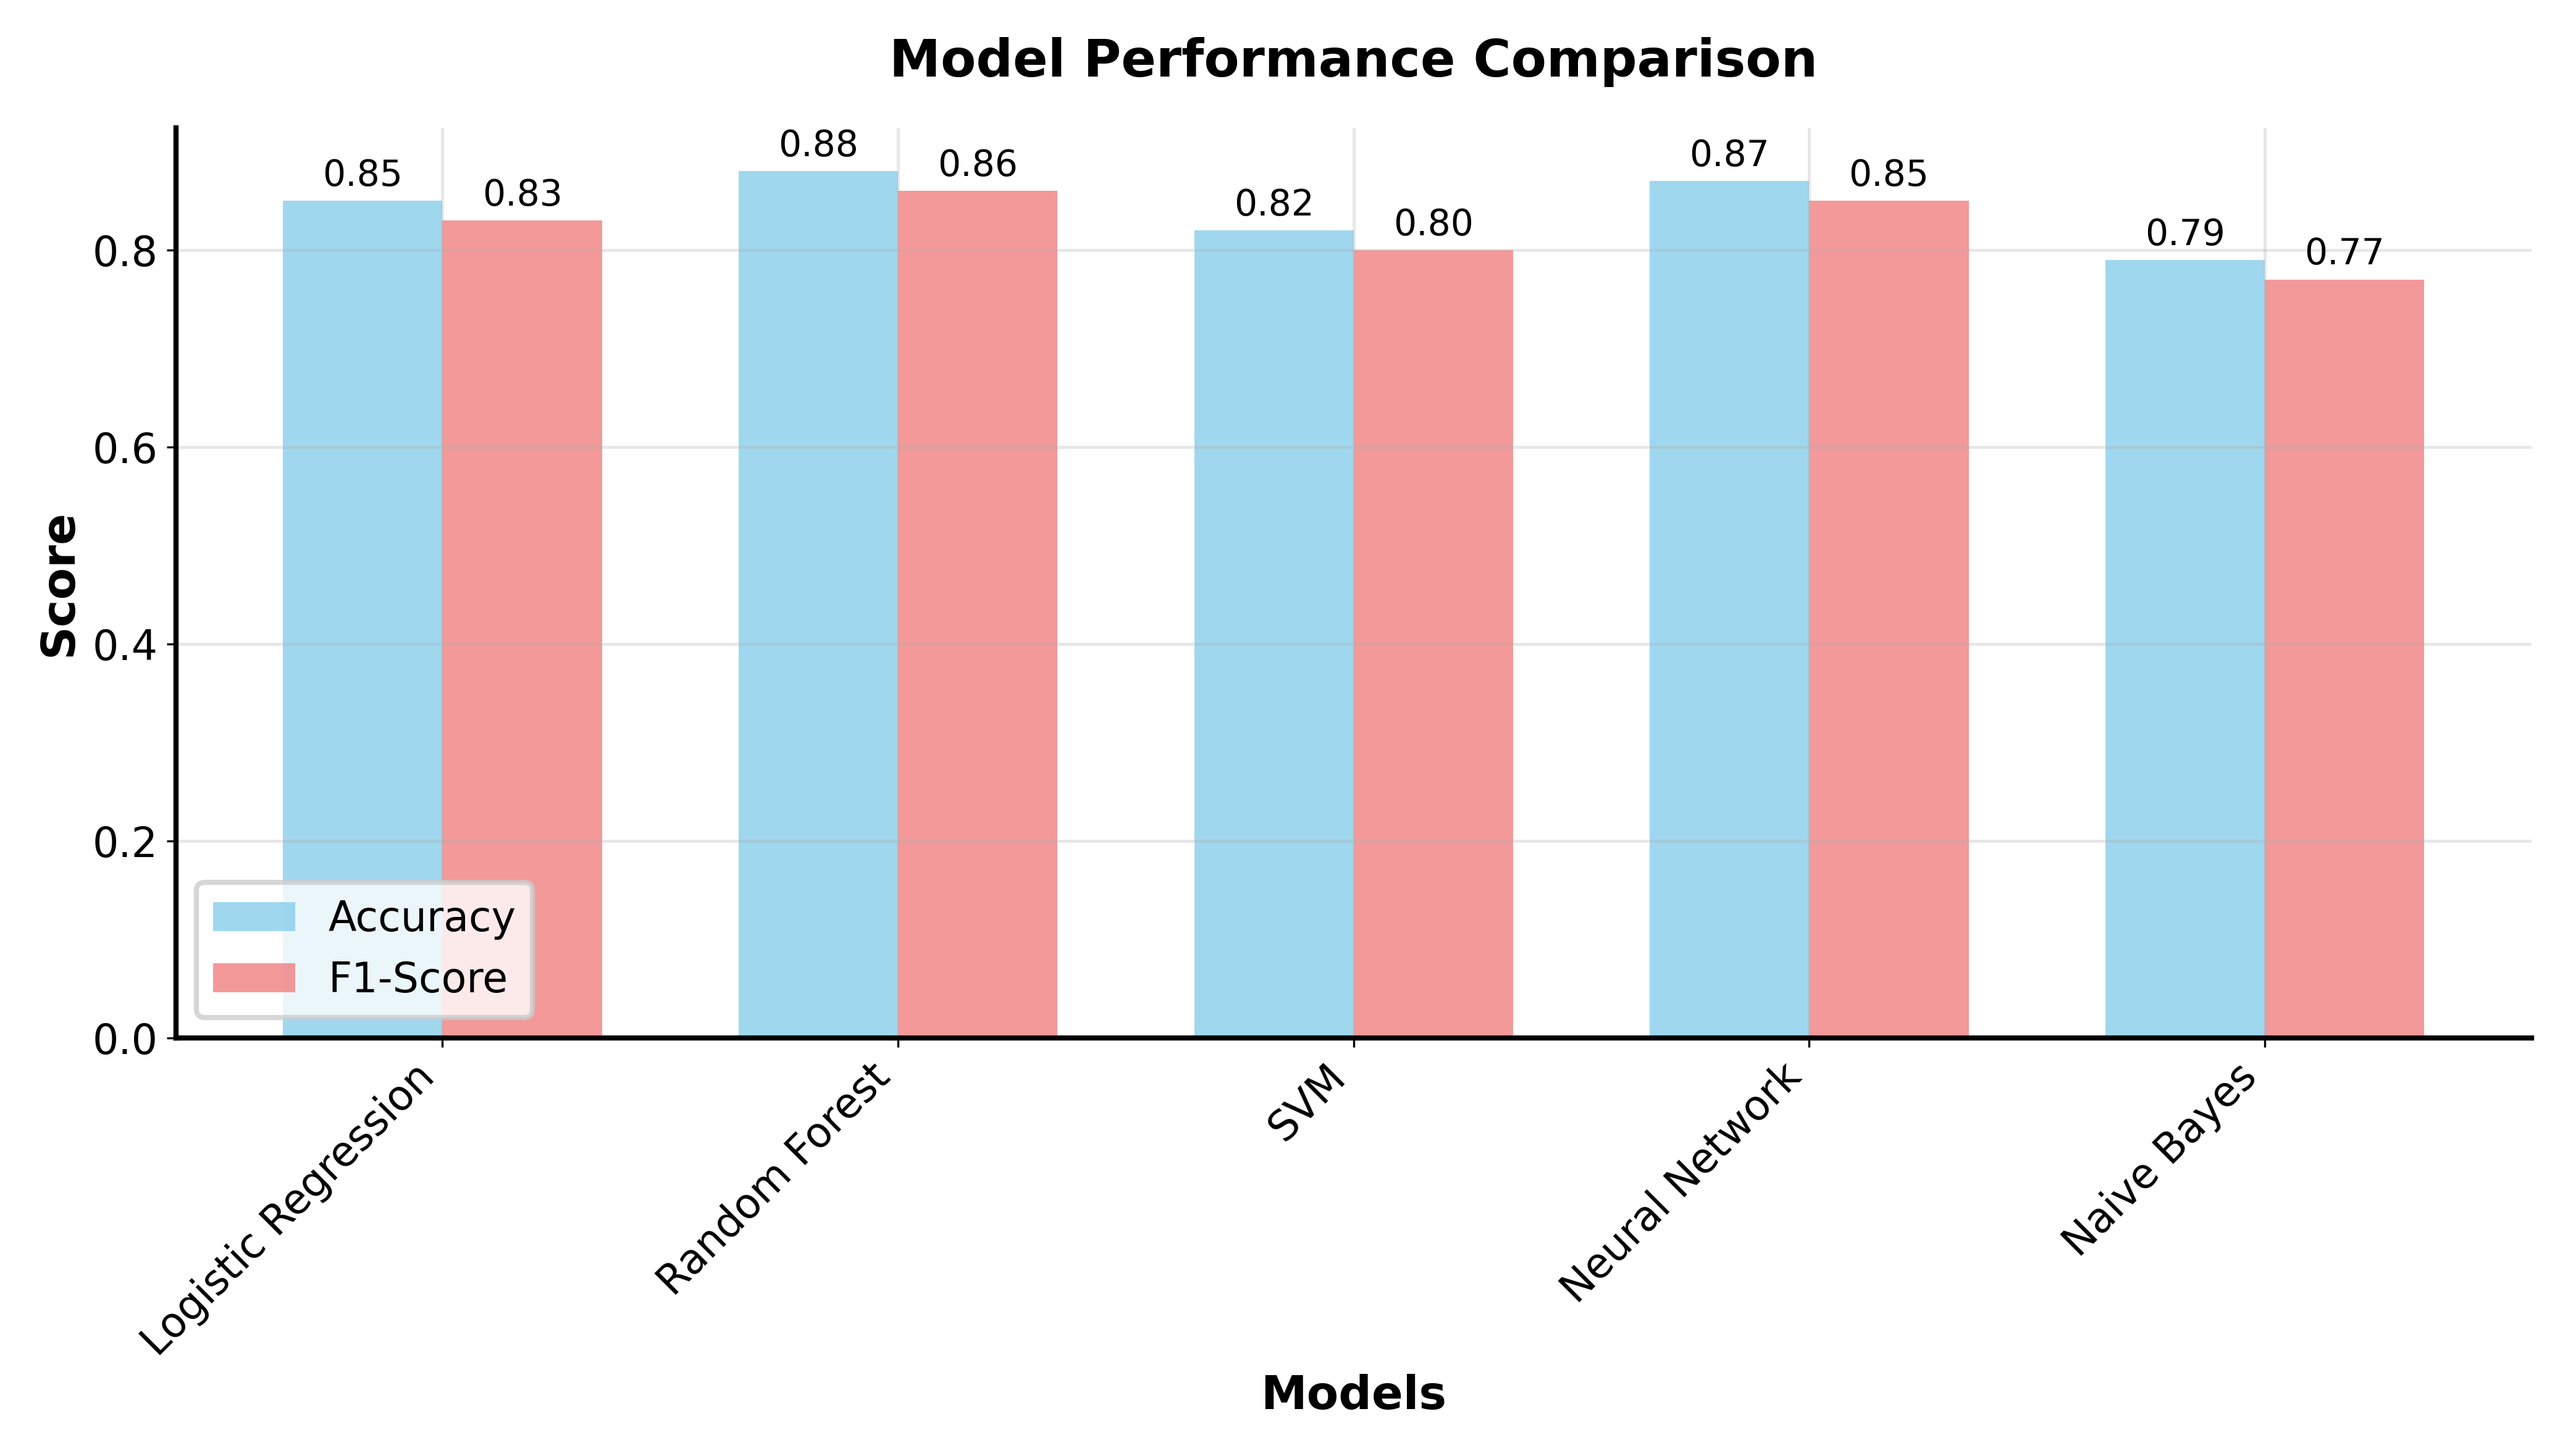 Model Performance Comparison
0.85
0.83
0.88
0.86
0.82
0.80
0.87
0.85
0.79
0.77
Score
0.8
0.6
0.4
0.2
0.0
Accuracy
F1-Score
Logistic Regression
Random Forest
SVM
Neural Network
Naive Bayes
Models